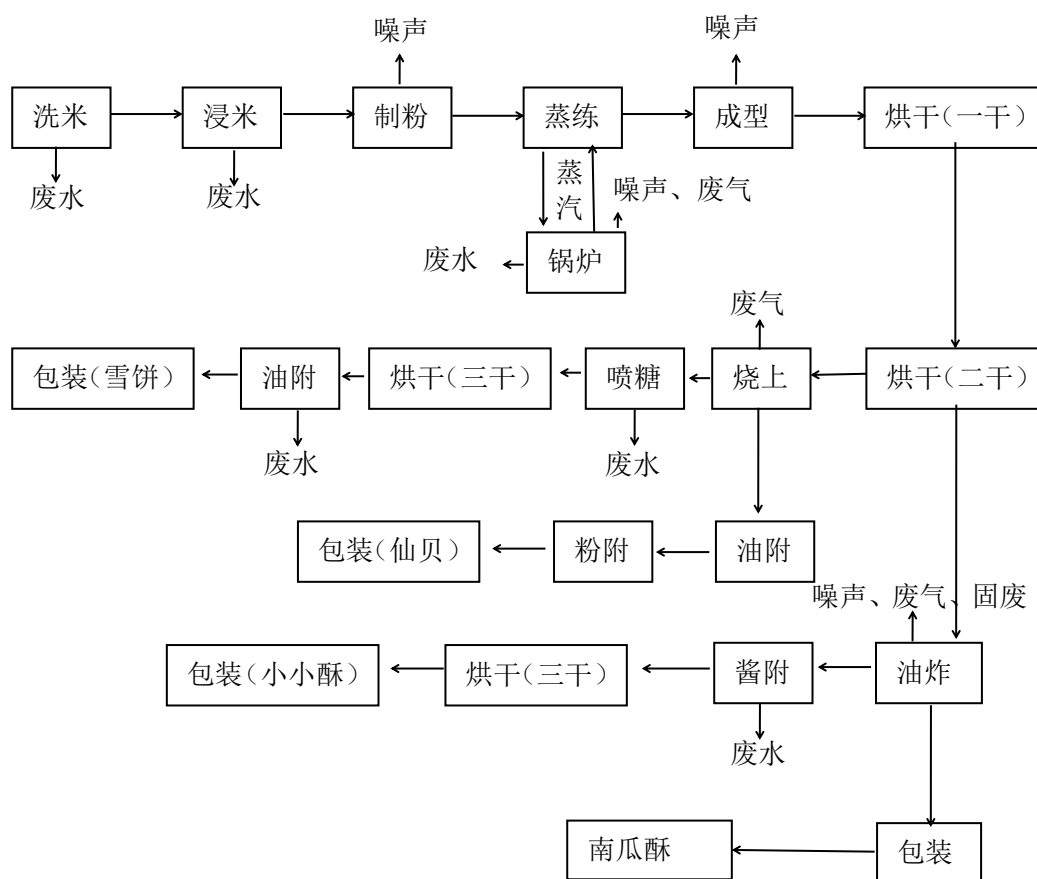 噪声
噪声
洗米
浸米
制粉
蒸练
成型
烘干(一干)
废水
废水
蒸汽
噪声、废气
废水
锅炉
废气
包装(雪饼)
油附
烘干(三干)
喷糖
烧上
烘干(二干)
废水
废水
包装(仙贝)
粉附
油附
噪声、废气、固废
包装(小小酥)
烘干(三干)
酱附
油炸
废水
南瓜酥
包装